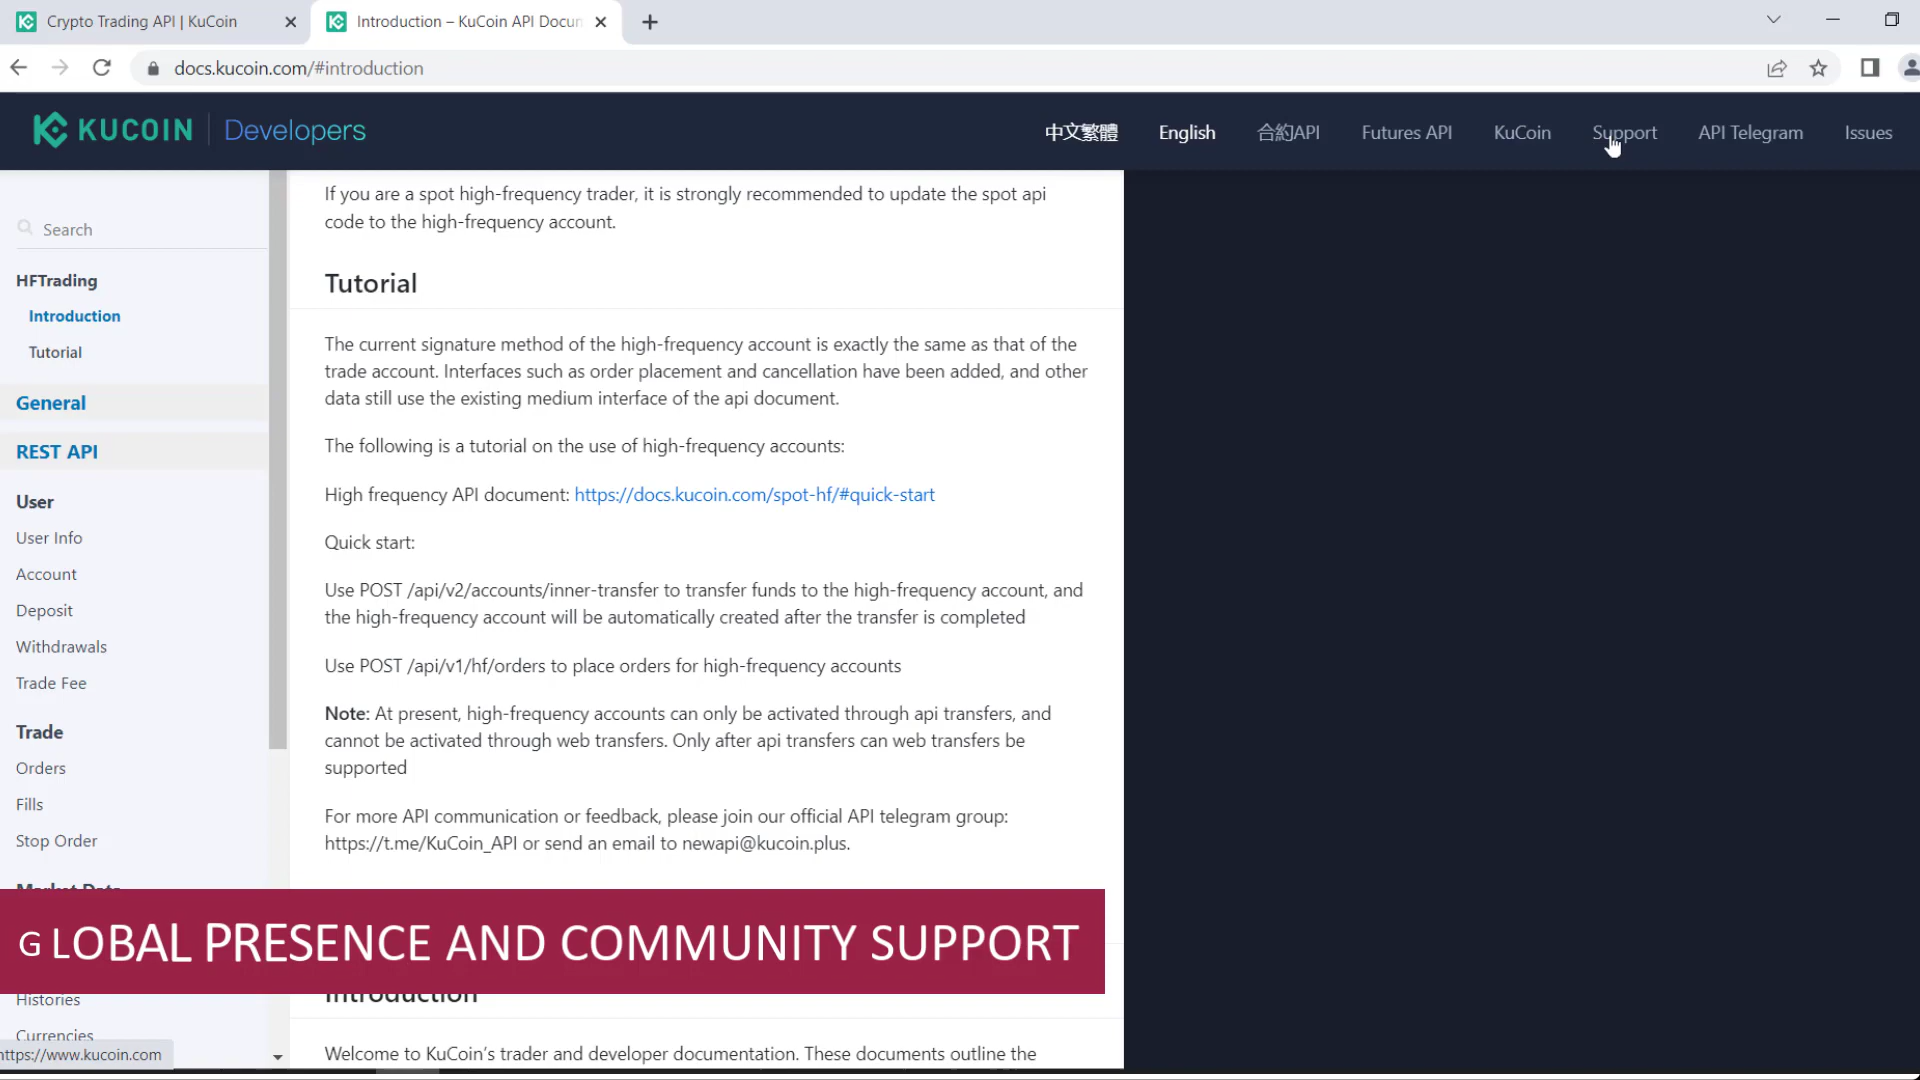 Crypto Trading API | KuCoin
Introduction – KuCoin API Docum
docs.kucoin.com/#introduction
KUCOIN
Developers
中文繁體
English
合約API
Futures API
KuCoin
Support
API Telegram
Issues
Search
HFTrading
Introduction
Tutorial
General
REST API
User
User Info
Account
Deposit
Withdrawals
Trade Fee
Trade
Orders
Fills
Stop Order
Market Data
Histories
Currencies
https://www.kucoin.com
If you are a spot high-frequency trader, it is strongly recommended to update the spot api
code to the high-frequency account.
Tutorial
The current signature method of the high-frequency account is exactly the same as that of the
trade account. Interfaces such as order placement and cancellation have been added, and other
data still use the existing medium interface of the api document.
The following is a tutorial on the use of high-frequency accounts:
High frequency API document: https://docs.kucoin.com/spot-hf/#quick-start
Quick start:
Use POST /api/v2/accounts/inner-transfer to transfer funds to the high-frequency account, and
the high-frequency account will be automatically created after the transfer is completed
Use POST /api/v1/hf/orders to place orders for high-frequency accounts
Note: At present, high-frequency accounts can only be activated through api transfers, and
cannot be activated through web transfers. Only after api transfers can web transfers be
supported
For more API communication or feedback, please join our official API telegram group:
https://t.me/KuCoin_API or send an email to newapi@kucoin.plus.
GLOBAL PRESENCE AND COMMUNITY SUPPORT
Introduction
Welcome to KuCoin's trader and developer documentation. These documents outline the